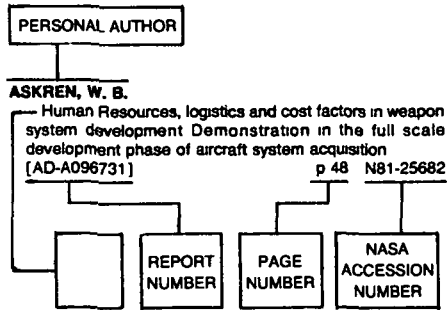 PERSONAL AUTHOR
ASKREN, W. B.
Human Resources, logistics and cost factors in weapon
system development Demonstration in the full scale
development phase of aircraft system acquisition
[AD-A096731] p 48 N81-25682
REPORT NUMBER
PAGE NUMBER
NASA ACCESSION NUMBER